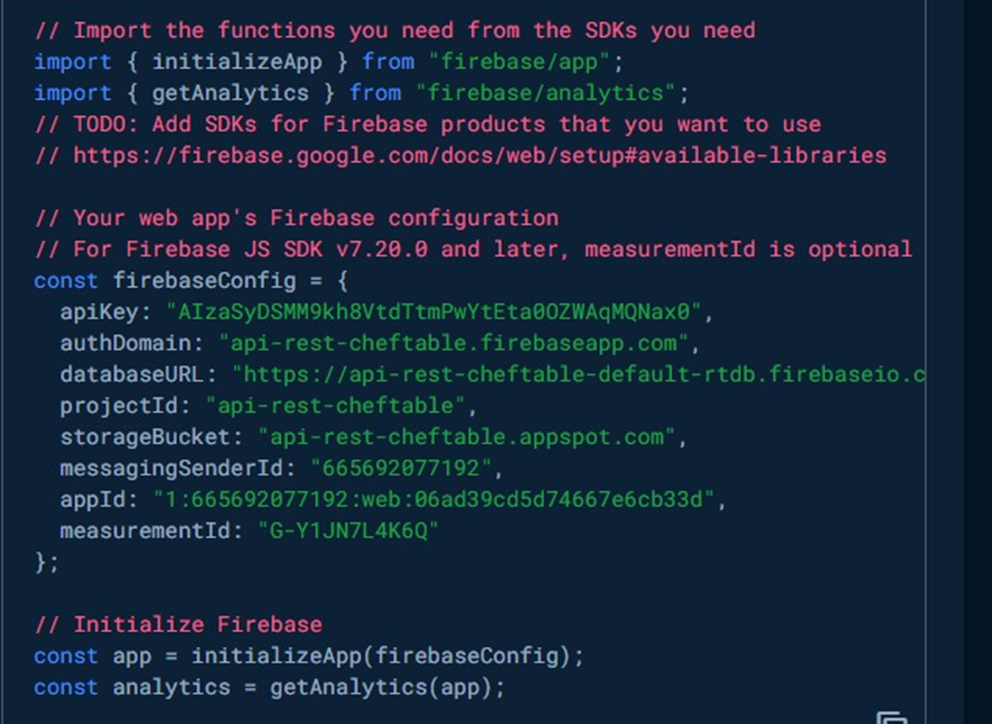 // Import the functions you need from the SDKs you need
import { initializeApp } from "firebase/app";
import { getAnalytics } from "firebase/analytics";
// TODO: Add SDKs for Firebase products that you want to use
// https://firebase.google.com/docs/web/setup#available-libraries
// Your web app's Firebase configuration
// For Firebase JS SDK v7.20.0 and later, measurementId is optional
const firebaseConfig = {
apiKey: "AIzaSyDSMM9kh8VtdTtmPwYtEta0OZWAqMQNax0",
authDomain: "api-rest-cheftable.firebaseapp.com",
databaseURL: "https://api-rest-cheftable-default-rtdb.firebaseio.c
projectId: "api-rest-cheftable",
storageBucket: "api-rest-cheftable.appspot.com",
messagingSenderId: "665692077192",
appId: "1:665692077192:web:06ad39cd5d74667e6cb33d",
measurementId: "G-Y1JN7L4K6Q"
};
// Initialize Firebase
const app = initializeApp(firebaseConfig);
const analytics = getAnalytics(app);